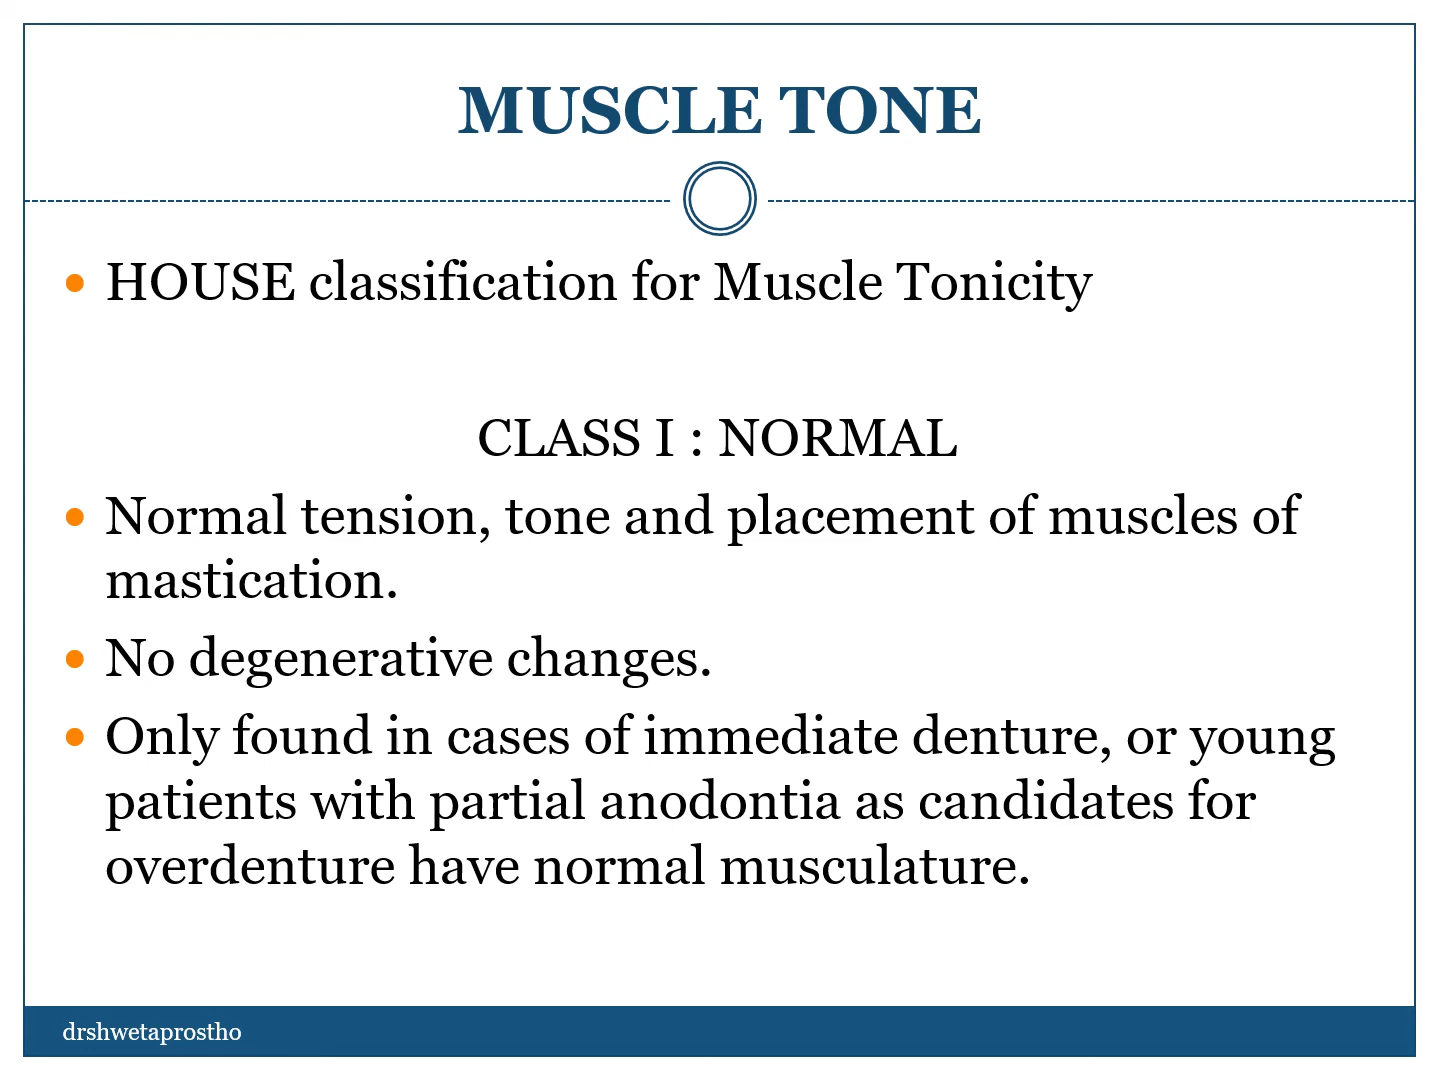 MUSCLE TONE
• HOUSE classification for Muscle Tonicity
CLASS I : NORMAL
• Normal tension, tone and placement of muscles of
mastication.
• No degenerative changes.
• Only found in cases of immediate denture, or young
patients with partial anodontia as candidates for
overdenture have normal musculature.
drshwetaprostho